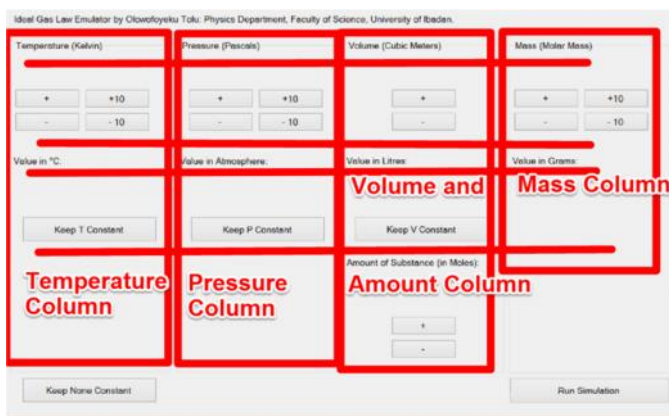 Ideal Gas Law Emulator by Olowofoyeku Tolu: Physics Department, Faculty of Science, University of Ibadan.
Temperature (Kelvin) Pressure (Pascals) Volume (Cubic Meters) Mass (Molar Mass)
+ +10 + +10 + + +10
- - 10 - - 10 - - - 10
Value in °C: Value in Atmosphere: Value in Litres: Value in Grams:
Volume and Mass Column
Keep T Constant Keep P Constant Keep V Constant
Amount of Substance (in Moles):
Temperature Pressure Amount Column
Column Column
+
-
Keep None Constant Run Simulation